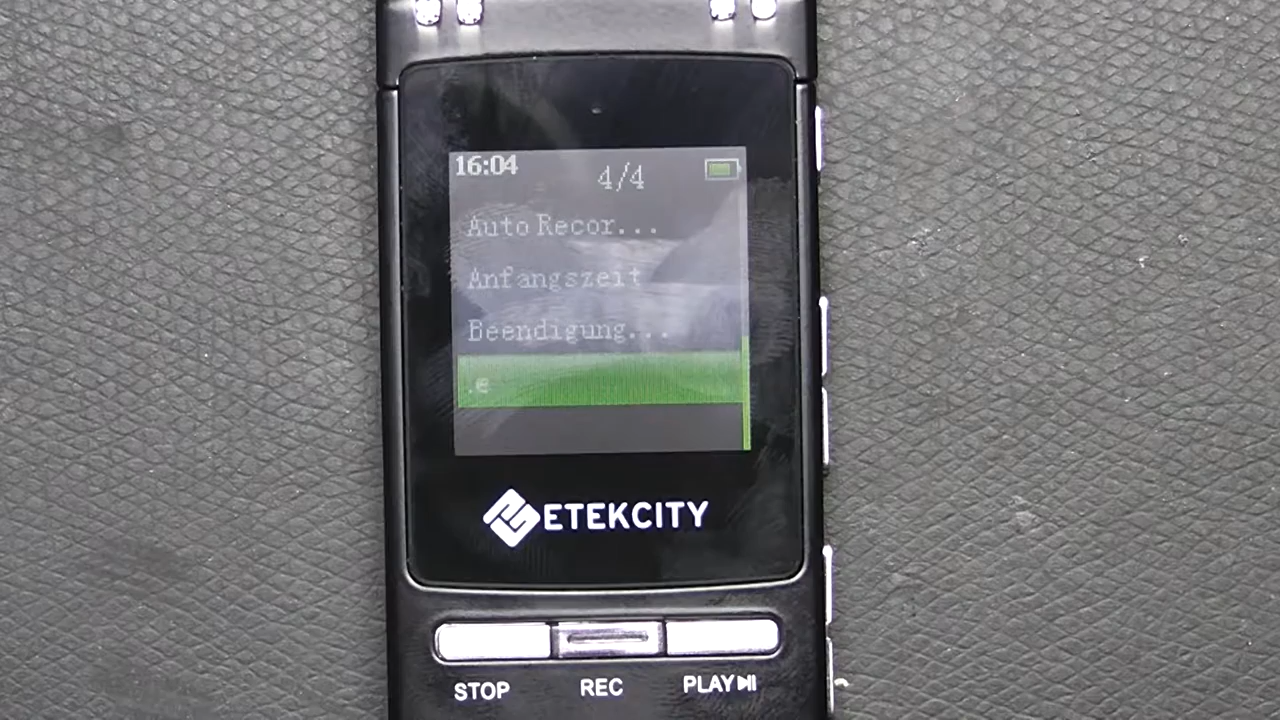 16:04 4/4
Auto Recor...
Anfangszeit
Beendigung...
.e
ETEKCITY
STOP REC PLAY